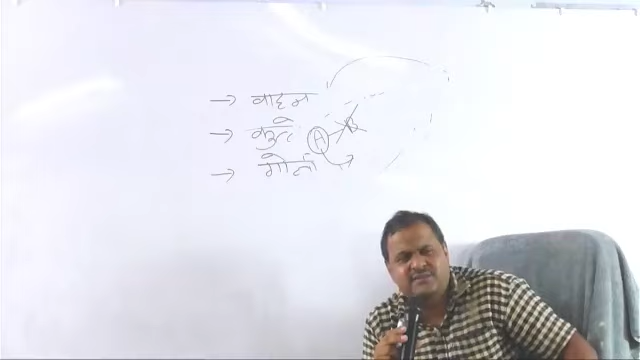 → वाहन
→ कुत्ते A B
→ गोली